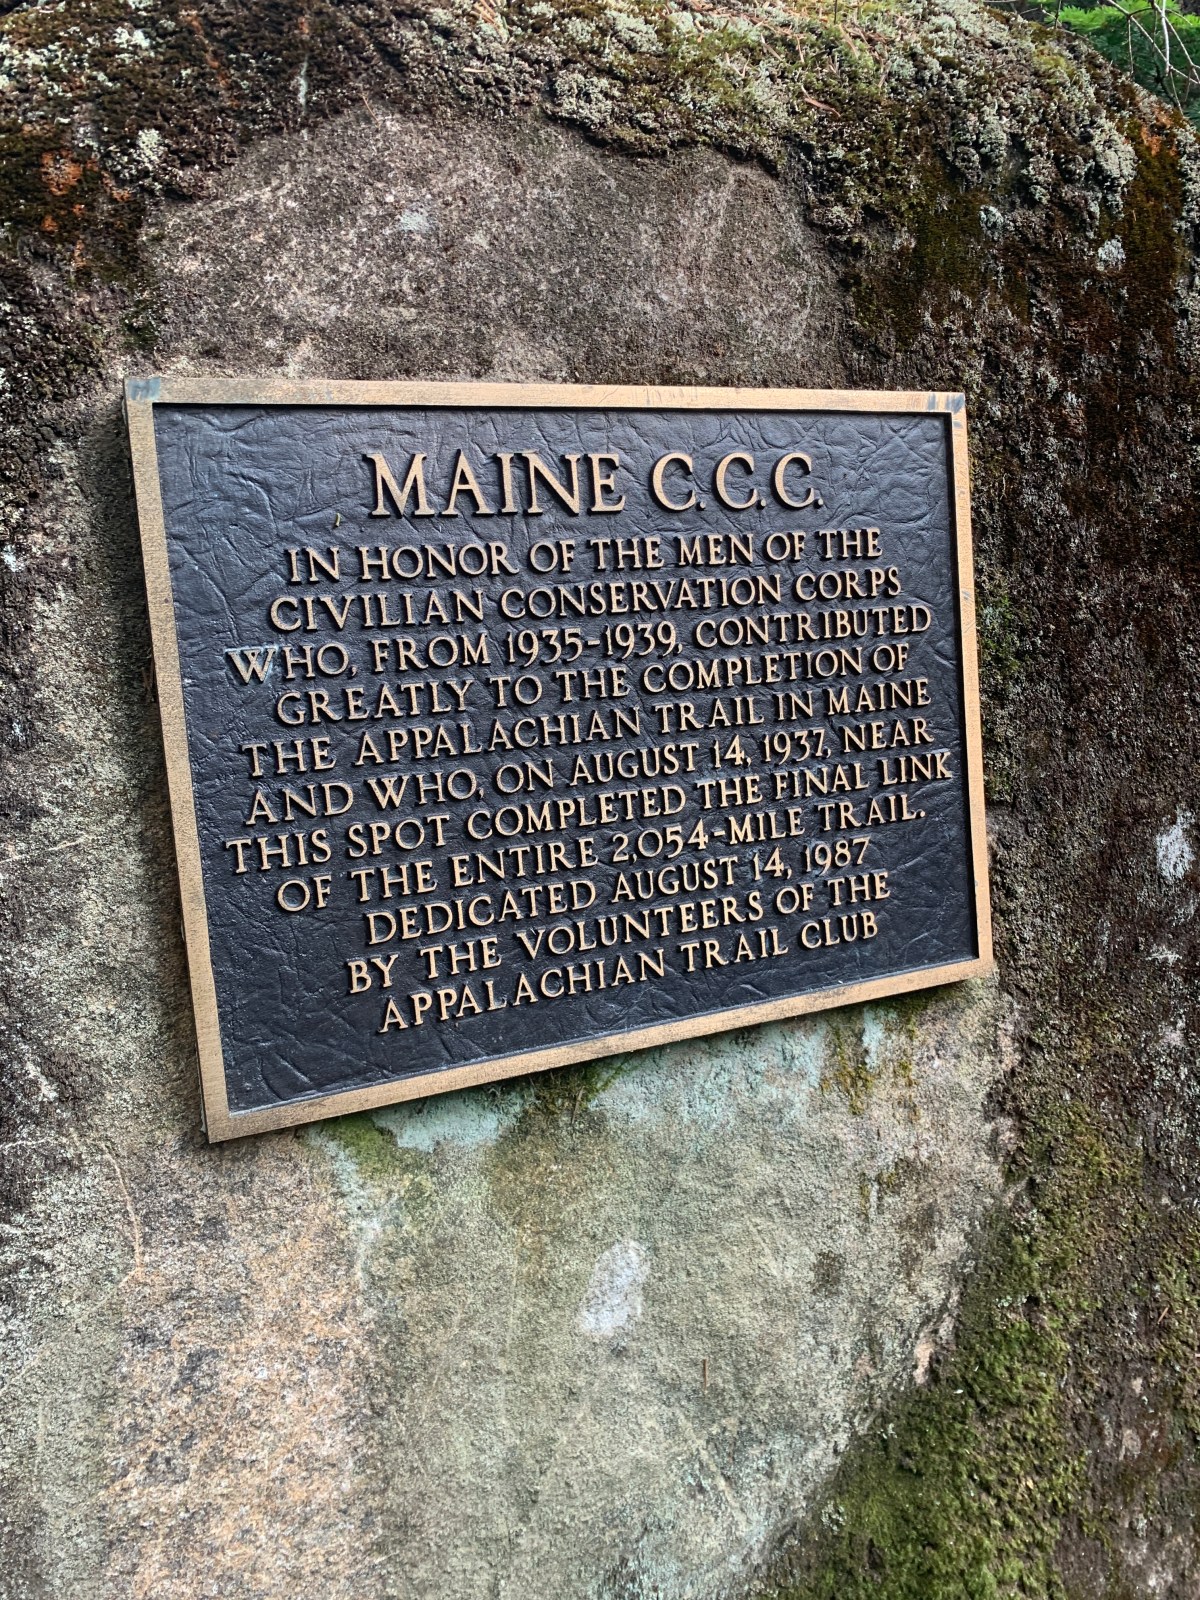 MAINE C.C.C.
IN HONOR OF THE MEN OF THE
CIVILIAN CONSERVATION CORPS
WHO, FROM 1935-1939, CONTRIBUTED
GREATLY TO THE COMPLETION OF
THE APPALACHIAN TRAIL IN MAINE
AND WHO, ON AUGUST 14, 1937, NEAR
THIS SPOT COMPLETED THE FINAL LINK
OF THE ENTIRE 2,054-MILE TRAIL.
DEDICATED AUGUST 14, 1987
BY THE VOLUNTEERS OF THE
APPALACHIAN TRAIL CLUB